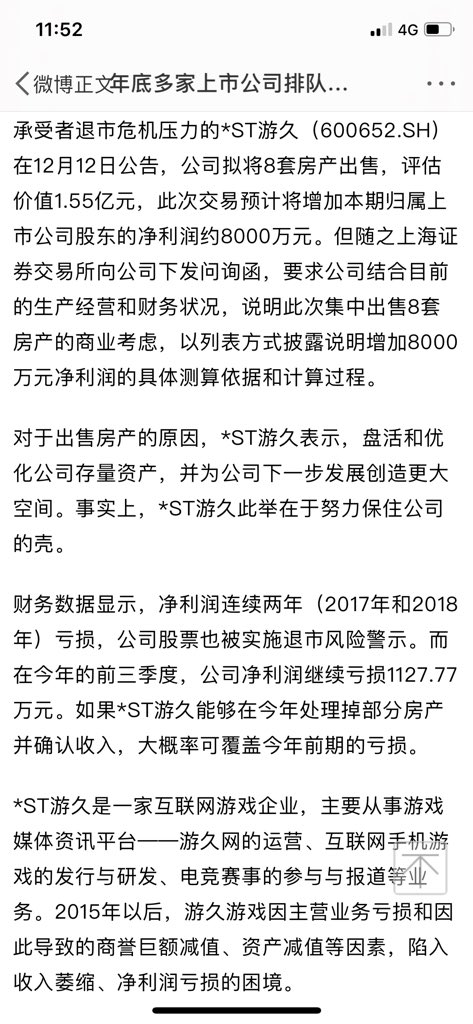 11:52
4G
微博正文
年底多家上市公司排队...
承受者退市危机压力的*ST游久（600652.SH）
在12月12日公告，公司拟将8套房产出售，评估
价值1.55亿元，此次交易预计将增加本期归属上
市公司股东的净利润约8000万元。但随之上海证
券交易所向公司下发问询函，要求公司结合目前
的生产经营和财务状况，说明此次集中出售8套
房产的商业考虑，以列表方式披露说明增加8000
万元净利润的具体测算依据和计算过程。
对于出售房产的原因，*ST游久表示，盘活和优
化公司存量资产，并为公司下一步发展创造更大
空间。事实上，*ST游久此举在于努力保住公司
的壳。
财务数据显示，净利润连续两年（2017年和2018
年）亏损，公司股票也被实施退市风险警示。而
在今年的前三季度，公司净利润继续亏损1127.77
万元。如果*ST游久能够在今年处理掉部分房产
并确认收入，大概率可覆盖今年前期的亏损。
*ST游久是一家互联网游戏企业，主要从事游戏
媒体资讯平台——游久网的运营、互联网手机游
戏的发行与研发、电竞赛事的参与与报道等业
务。2015年以后，游久游戏因主营业务亏损和因
此导致的商誉巨额减值、资产减值等因素，陷入
收入萎缩、净利润亏损的困境。